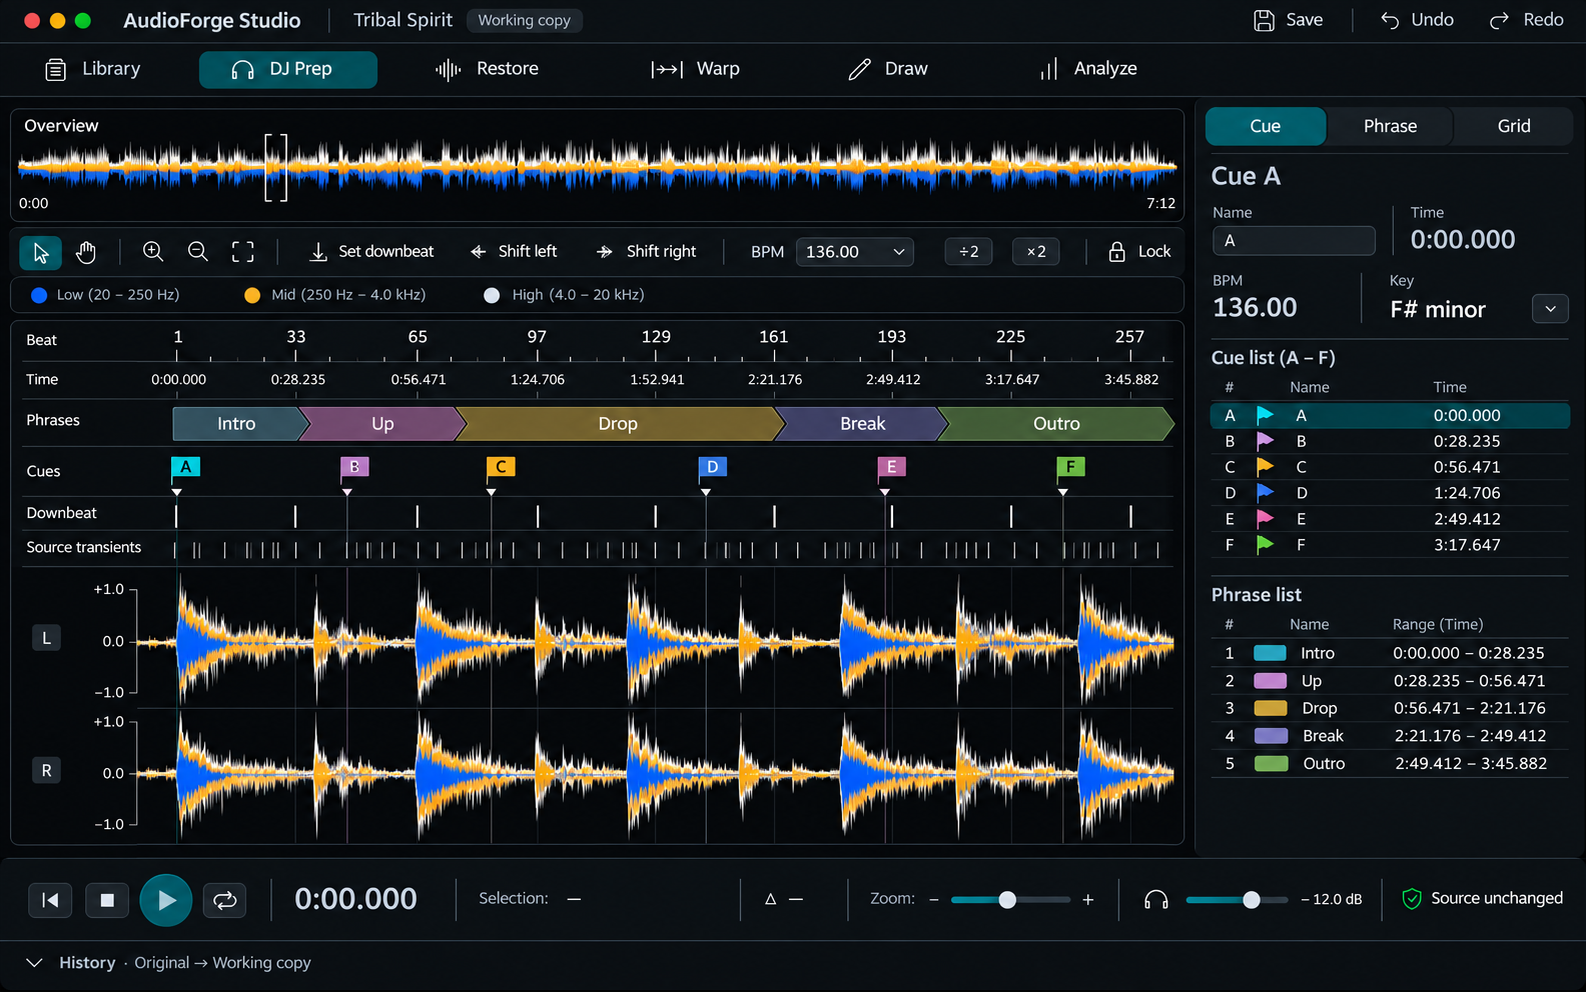 AudioForge Studio Tribal Spirit Working copy Save Undo Redo
Library DJ Prep Restore Warp Draw Analyze
Overview
0:00 7:12
Set downbeat Shift left Shift right BPM 136.00 ÷2 ×2 Lock
Low (20 – 250 Hz) Mid (250 Hz – 4.0 kHz) High (4.0 – 20 kHz)
Beat 1 33 65 97 129 161 193 225 257
Time 0:00.000 0:28.235 0:56.471 1:24.706 1:52.941 2:21.176 2:49.412 3:17.647 3:45.882
Phrases Intro Up Drop Break Outro
Cues A B C D E F
Downbeat
Source transients
L +1.0
0.0
−1.0
R +1.0
0.0
−1.0
Cue Phrase Grid
Cue A
Name Time
A 0:00.000
BPM Key
136.00 F# minor
Cue list (A – F)
# Name Time
A A 0:00.000
B B 0:28.235
C C 0:56.471
D D 1:24.706
E E 2:49.412
F F 3:17.647
Phrase list
# Name Range (Time)
1 Intro 0:00.000 – 0:28.235
2 Up 0:28.235 – 0:56.471
3 Drop 0:56.471 – 2:21.176
4 Break 2:21.176 – 2:49.412
5 Outro 2:49.412 – 3:45.882
0:00.000 Selection: — Δ — Zoom: − + −12.0 dB Source unchanged
History · Original → Working copy